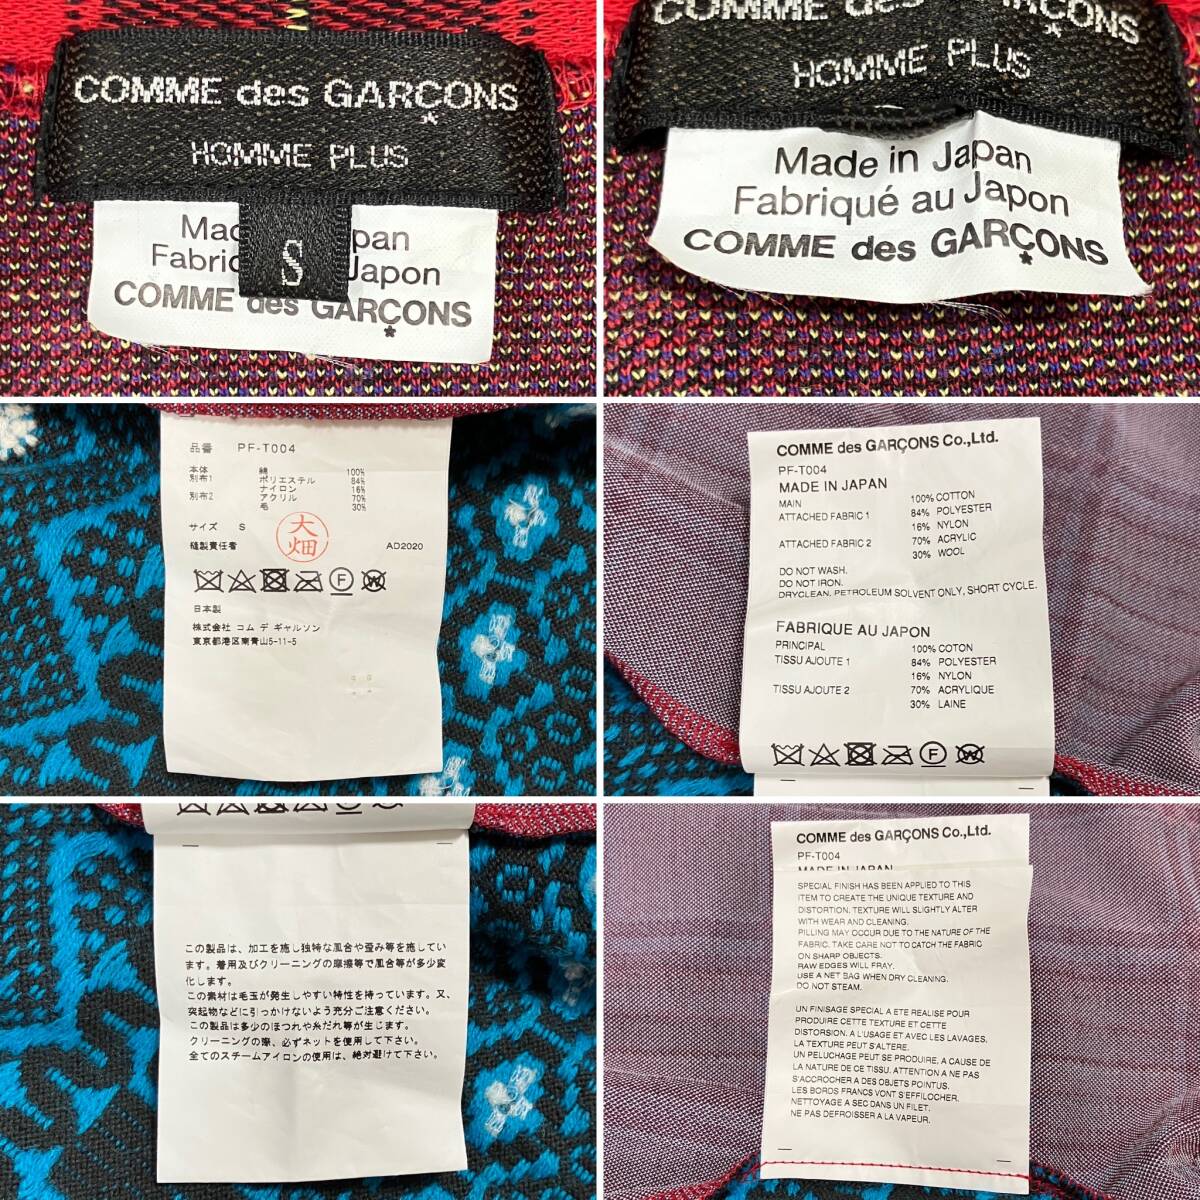 COMME des GARÇONS
HOMME PLUS
S
COMME des GARÇONS
COMME des GARÇONS
HOMME PLUS
Made in Japan
Fabriqué au Japon
COMME des GARÇONS
品番 PF-T004
本体 綿 100%
別布1 ポリエステル 84%
ナイロン 16%
別布2 アクリル 70%
毛 30%
サイズ S
大畑
縫製責任者 AD2020
日本製
株式会社 コム デ ギャルソン
東京都港区南青山5-11-5
COMME des GARÇONS Co.,Ltd.
PF-T004
MADE IN JAPAN
MAIN 100% COTTON
ATTACHED FABRIC 1 84% POLYESTER
16% NYLON
ATTACHED FABRIC 2 70% ACRYLIC
30% WOOL
DO NOT WASH.
DO NOT IRON.
DRYCLEAN, PETROLEUM SOLVENT ONLY, SHORT CYCLE.
FABRIQUE AU JAPON
PRINCIPAL 100% COTON
TISSU AJOUTE 1 84% POLYESTER
16% NYLON
TISSU AJOUTE 2 70% ACRYLIQUE
30% LAINE
この製品は、加工を施し独特な風合や歪み等を施してい
ます。着用及びクリーニングの摩擦等で風合等が多少変
化します。
この素材は毛玉が発生しやすい特性を持っています。又、
突起物などに引っかけないよう充分ご注意ください。
この製品は多少のほつれや糸だれ等が生じます。
クリーニングの際、必ずネットを使用して下さい。
全てのスチームアイロンの使用は、絶対避けて下さい。
COMME des GARÇONS Co.,Ltd.
PF-T004
MADE IN JAPAN
SPECIAL FINISH HAS BEEN APPLIED TO THIS
ITEM TO CREATE THE UNIQUE TEXTURE AND
DISTORTION. TEXTURE WILL SLIGHTLY ALTER
WITH WEAR AND CLEANING.
PILLING MAY OCCUR DUE TO THE NATURE OF THE
FABRIC. TAKE CARE NOT TO CATCH THE FABRIC
ON SHARP OBJECTS.
RAW EDGES WILL FRAY.
USE A NET BAG WHEN DRY CLEANING.
DO NOT STEAM.
UN FINISAGE SPECIAL A ETE REALISE POUR
PRODUIRE CETTE TEXTURE ET CETTE
DISTORSION. A L'USAGE ET AVEC LES LAVAGES,
LA TEXTURE PEUT S'ALTERE.
UN PELUCHAGE PEUT SE PRODUIRE, A CAUSE DE
LA NATURE DE CE TISSU. ATTENTION A NE PAS
S'ACCROCHER A DES OBJETS POINTUS.
LES BORDS FRANCS VONT S'EFFILOCHER.
NETTOYAGE A SEC DANS UN FILET.
NE PAS DEFROISSER A LA VAPEUR.